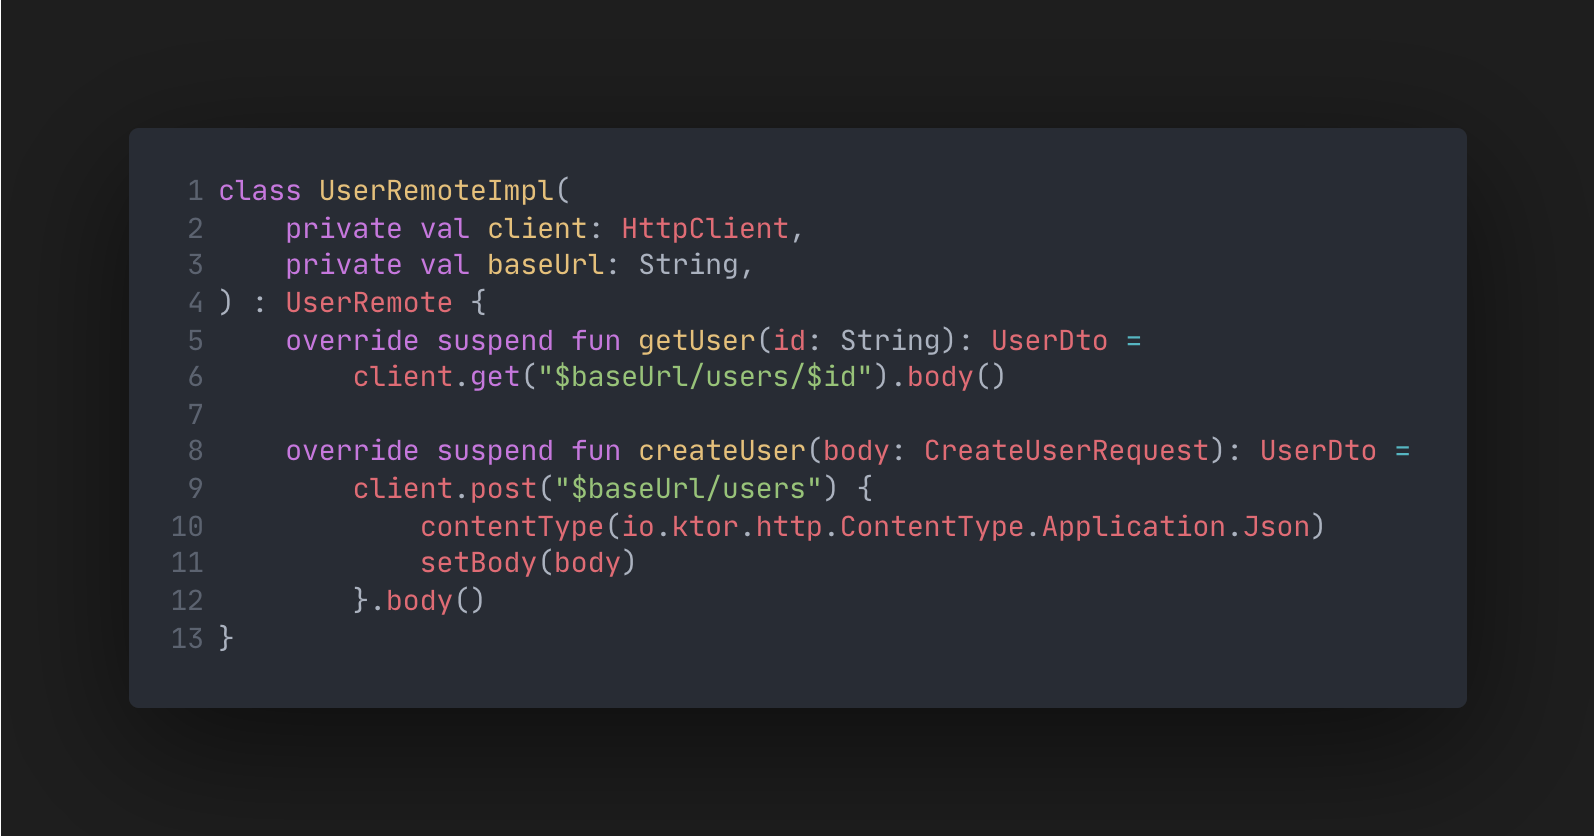 1 class UserRemoteImpl(
2     private val client: HttpClient,
3     private val baseUrl: String,
4 ) : UserRemote {
5     override suspend fun getUser(id: String): UserDto =
6         client.get("$baseUrl/users/$id").body()
7
8     override suspend fun createUser(body: CreateUserRequest): UserDto =
9         client.post("$baseUrl/users") {
10             contentType(io.ktor.http.ContentType.Application.Json)
11             setBody(body)
12         }.body()
13 }